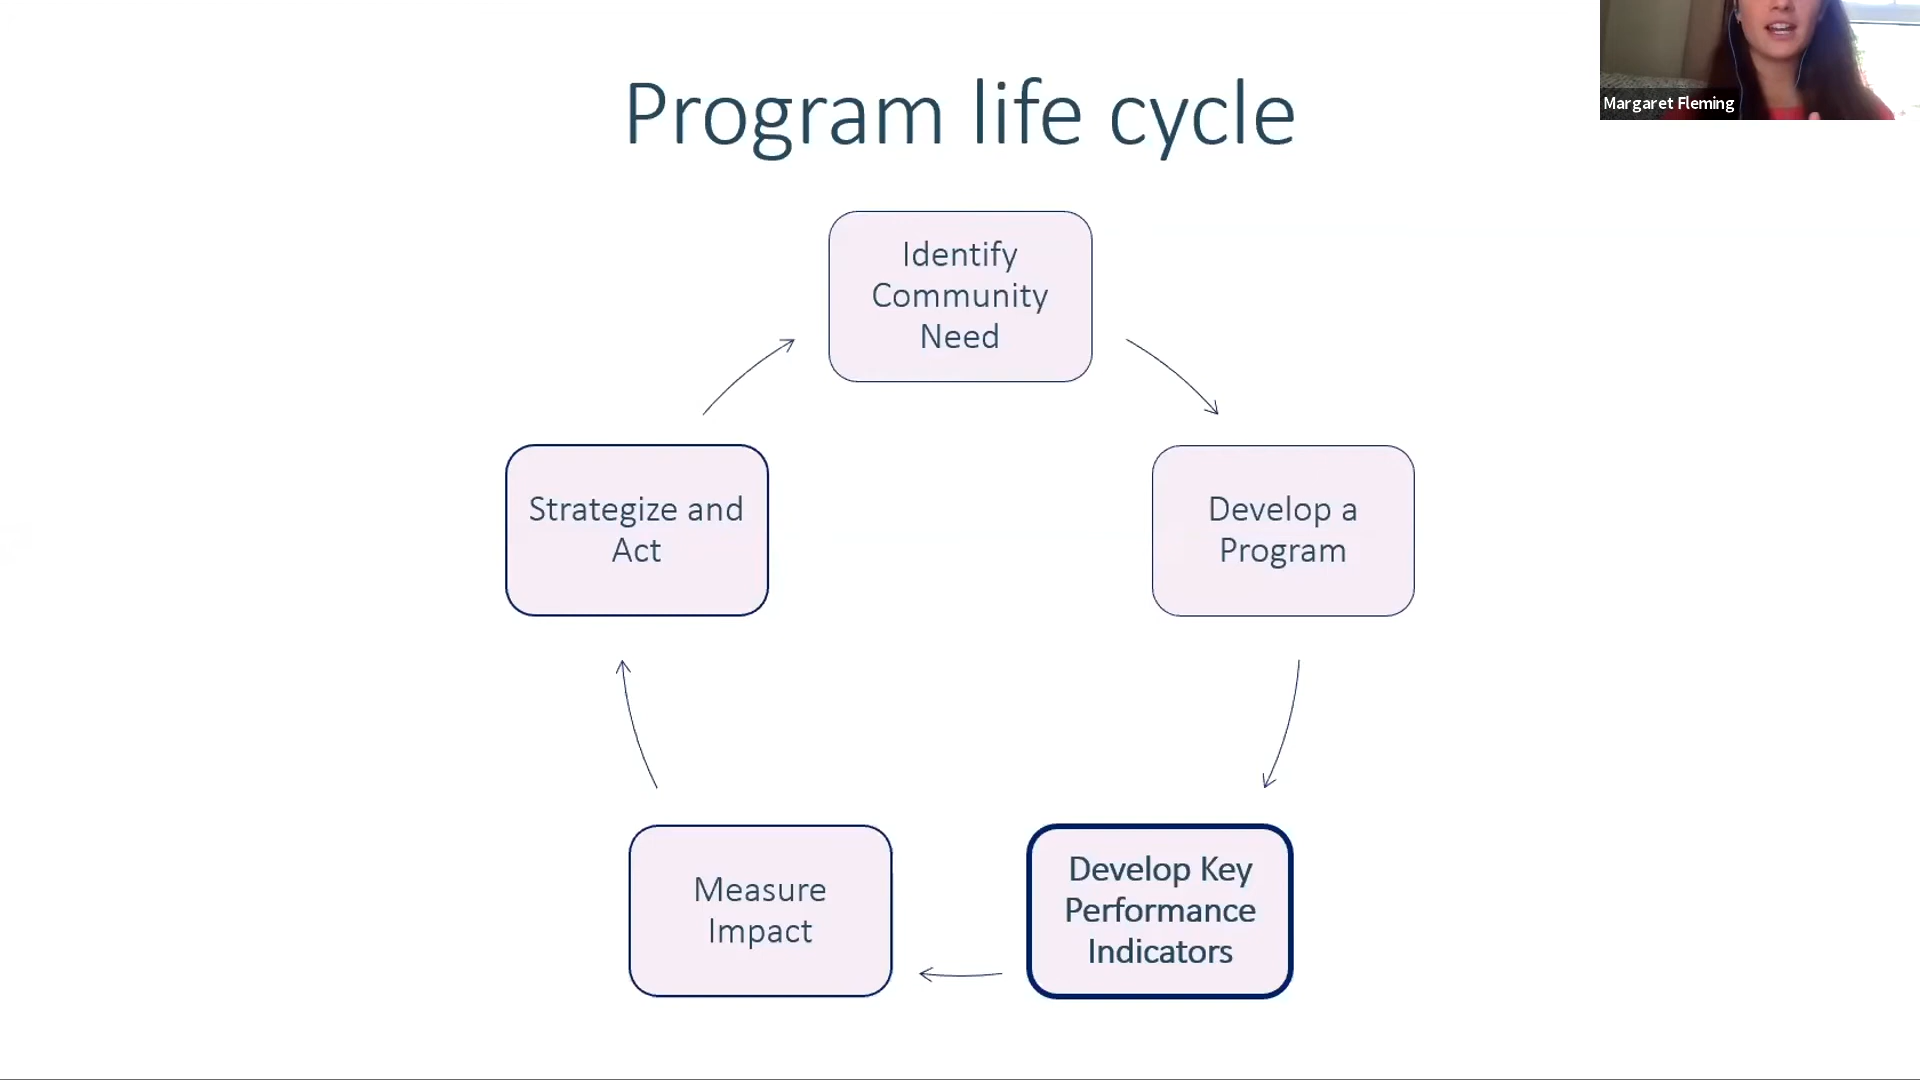 Program life cycle
Margaret Fleming
Identify
Community
Need
Develop a
Program
Develop Key
Performance
Indicators
Measure
Impact
Strategize and
Act